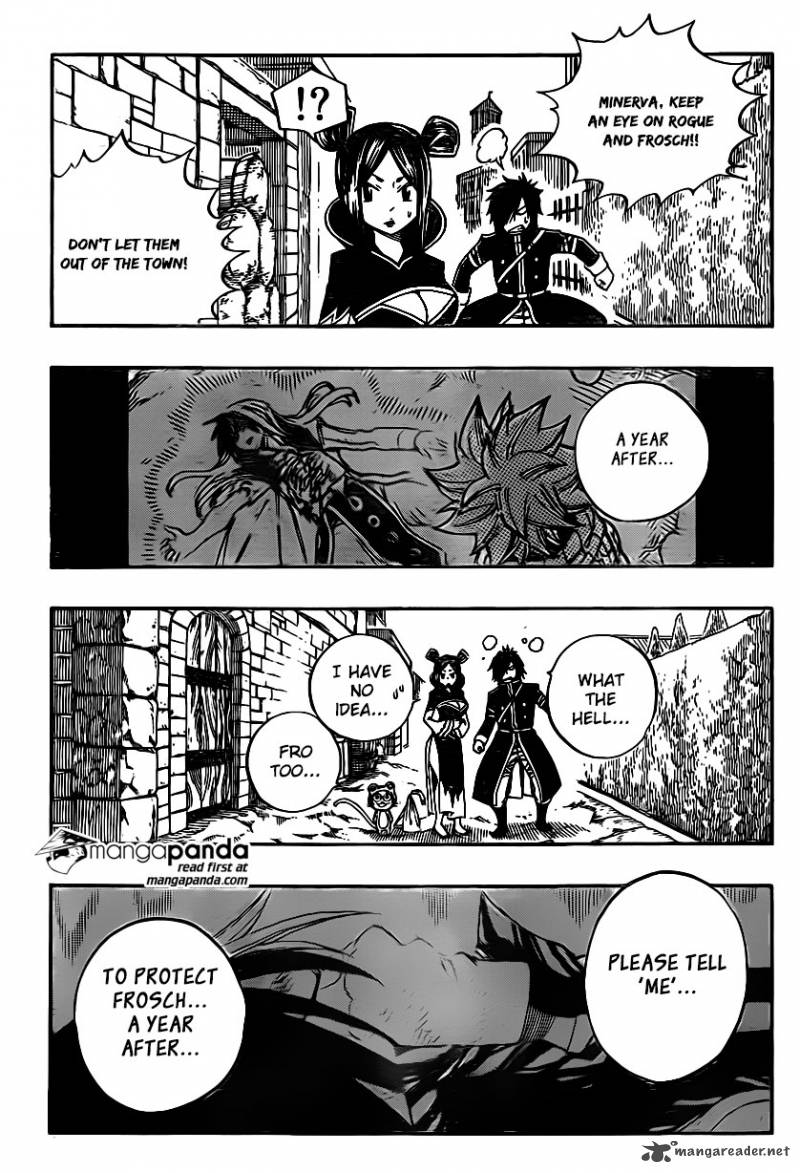 MINERVA, KEEP
AN EYE ON ROGUE
AND FROSCH!!
!?
DON'T LET THEM
OUT OF THE TOWN!
A YEAR
AFTER...
WHAT
THE
HELL...
I HAVE
NO
IDEA...
FRO
TOO...
mangapanda
read first at
mangapanda.com
PLEASE TELL
'ME'...
TO PROTECT
FROSCH...
A YEAR
AFTER...
mangareader.net